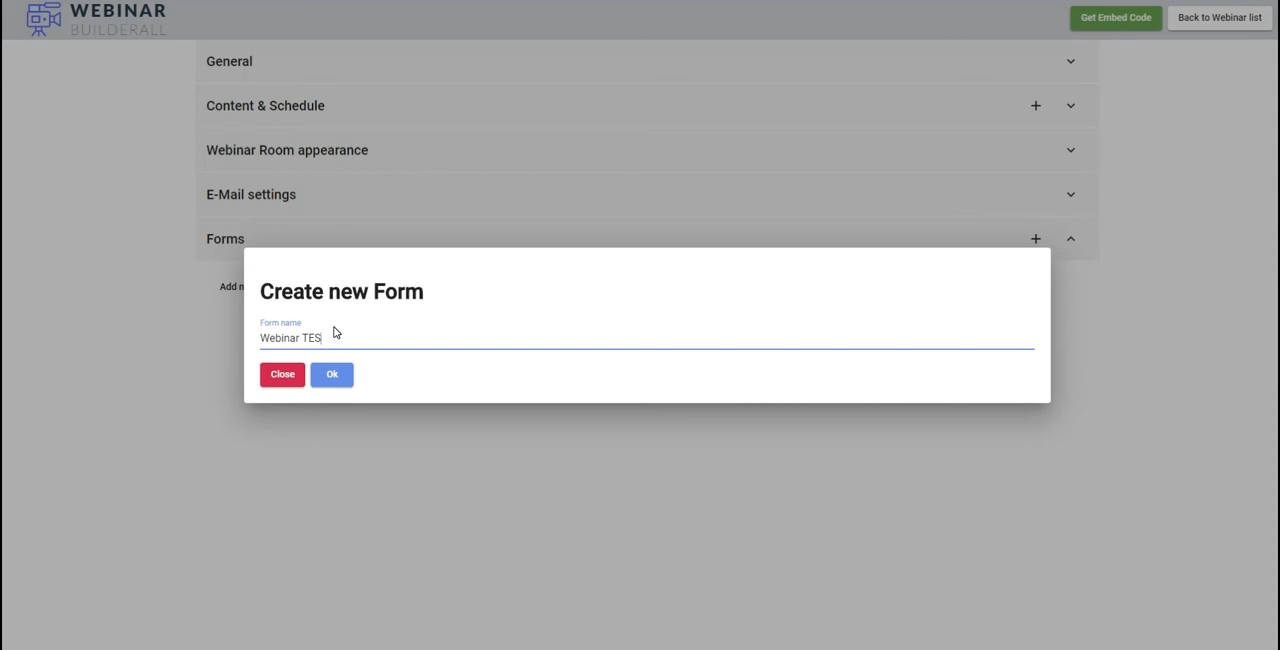 WEBINAR
BUILDERALL
Get Embed Code
Back to Webinar list
General
Content & Schedule
Webinar Room appearance
E-Mail settings
Forms
Add n
Create new Form
Form name
Webinar TES
Close
Ok